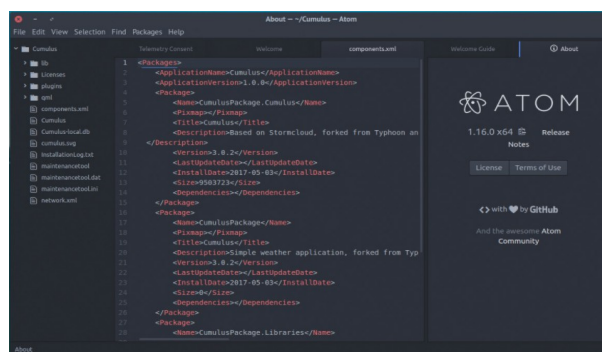 About — ~/Cumulus — Atom
File Edit View Selection Find Packages Help
Cumulus
lib
Licenses
plugins
qml
components.xml
Cumulus
Cumulus-local.db
cumulus.svg
InstallationLog.txt
maintenancetool
maintenancetool.dat
maintenancetool.ini
network.xml
Telemetry Consent Welcome components.xml
1 <Packages>
2 <ApplicationName>Cumulus</ApplicationName>
3 <ApplicationVersion>1.0.0</ApplicationVersion>
4 <Package>
5 <Name>CumulusPackage.Cumulus</Name>
6 <Pixmap></Pixmap>
7 <Title>Cumulus</Title>
8 <Description>Based on Stormcloud, forked from Typhoon an
9 </Description>
10 <Version>3.0.2</Version>
11 <LastUpdateDate></LastUpdateDate>
12 <InstallDate>2017-05-03</InstallDate>
13 <Size>9503723</Size>
14 <Dependencies></Dependencies>
15 </Package>
16 <Package>
17 <Name>CumulusPackage</Name>
18 <Pixmap></Pixmap>
19 <Title>Cumulus</Title>
20 <Description>Simple weather application, forked from Typ
21 <Version>3.0.2</Version>
22 <LastUpdateDate></LastUpdateDate>
23 <InstallDate>2017-05-03</InstallDate>
24 <Size>0</Size>
25 <Dependencies></Dependencies>
26 </Package>
27 <Package>
28 <Name>CumulusPackage.Libraries</Name>
Welcome Guide About
ATOM
1.16.0 x64 Release
Notes
License Terms of Use
<> with by GitHub
And the awesome Atom
Community
About